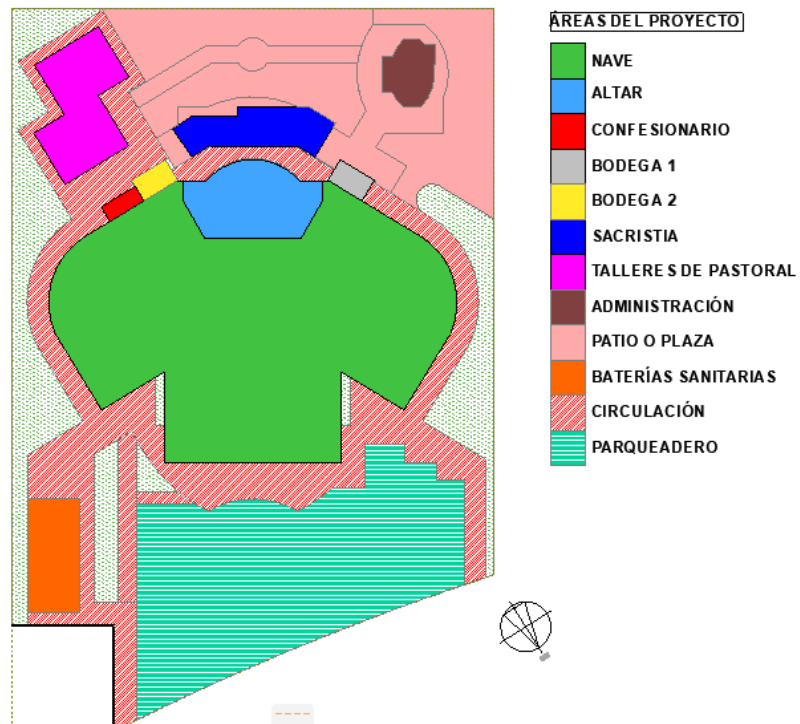 ÁREAS DEL PROYECTO
NAVE
ALTAR
CONFESIONARIO
BODEGA 1
BODEGA 2
SACRISTIA
TALLERES DE PASTORAL
ADMINISTRACIÓN
PATIO O PLAZA
BATERÍAS SANITARIAS
CIRCULACIÓN
PARQUEADERO